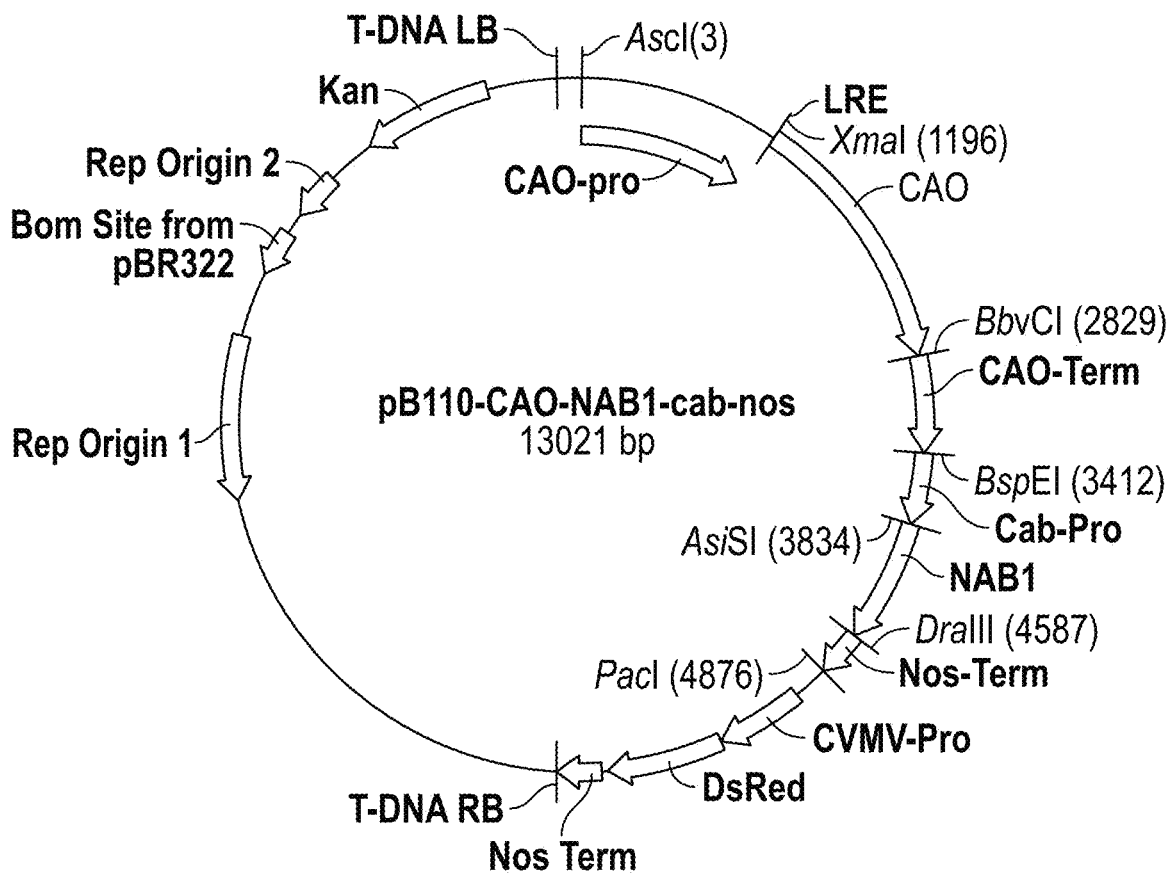 T-DNA LB
AscI(3)
Kan
LRE
XmaI (1196)
CAO-pro
CAO
Rep Origin 2
Bom Site from
pBR322
BbvCI (2829)
CAO-Term
pB110-CAO-NAB1-cab-nos
13021 bp
Rep Origin 1
BspEI (3412)
Cab-Pro
AsiSI (3834)
NAB1
DraIII (4587)
Nos-Term
PacI (4876)
CVMV-Pro
DsRed
T-DNA RB
Nos Term